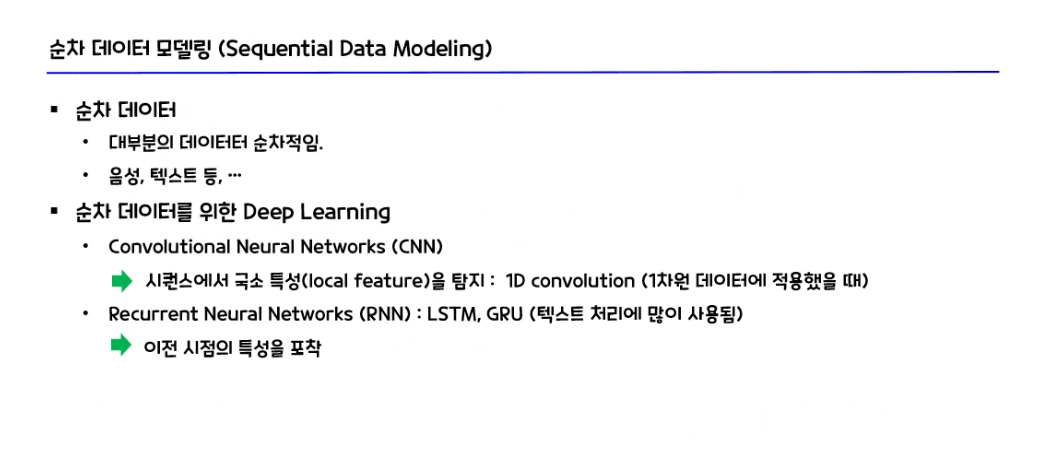 순차 데이터 모델링 (Sequential Data Modeling)
▪ 순차 데이터
• 대부분의 데이터터 순차적임.
• 음성, 텍스트 등, ⋯
▪ 순차 데이터를 위한 Deep Learning
• Convolutional Neural Networks (CNN)
시퀀스에서 국소 특성(local feature)을 탐지 : 1D convolution (1차원 데이터에 적용했을 때)
• Recurrent Neural Networks (RNN) : LSTM, GRU (텍스트 처리에 많이 사용됨)
이전 시점의 특성을 포착